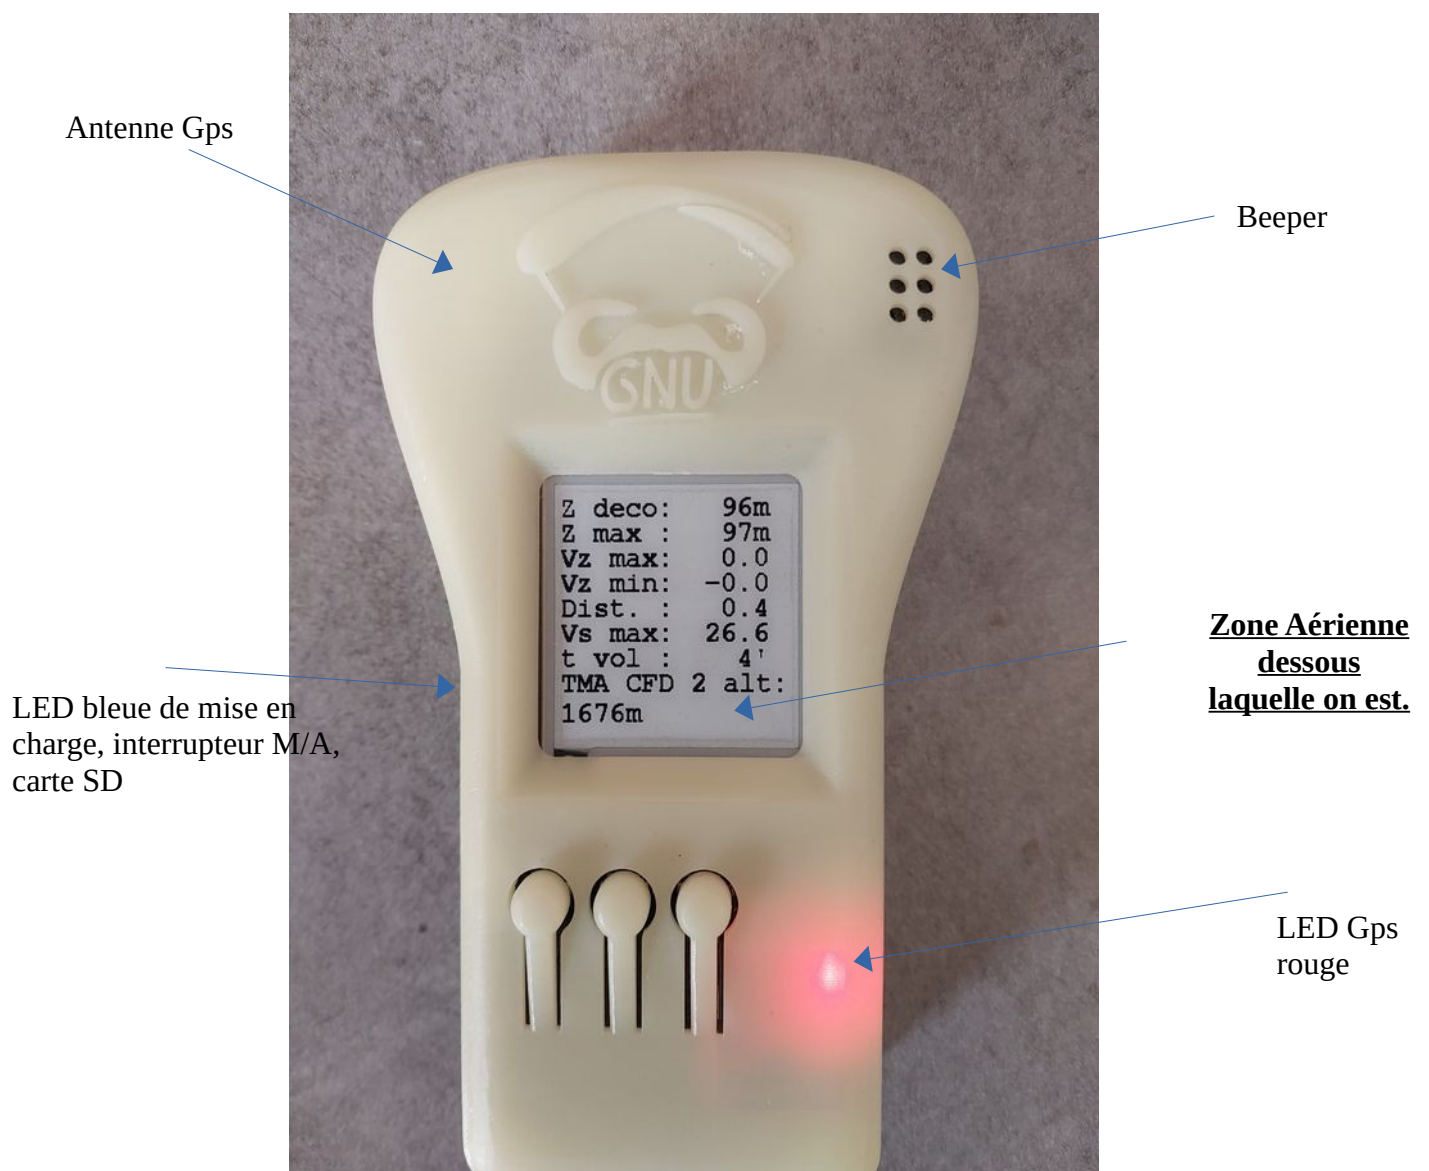 Antenne Gps
Beeper
GNU
Z deco: 96m
Z max : 97m
Vz max: 0.0
Vz min: -0.0
Dist. : 0.4
Vs max: 26.6
t vol : 4'
TMA CFD 2 alt:
1676m
Zone Aérienne
dessous
laquelle on est.
LED bleue de mise en
charge, interrupteur M/A,
carte SD
LED Gps
rouge